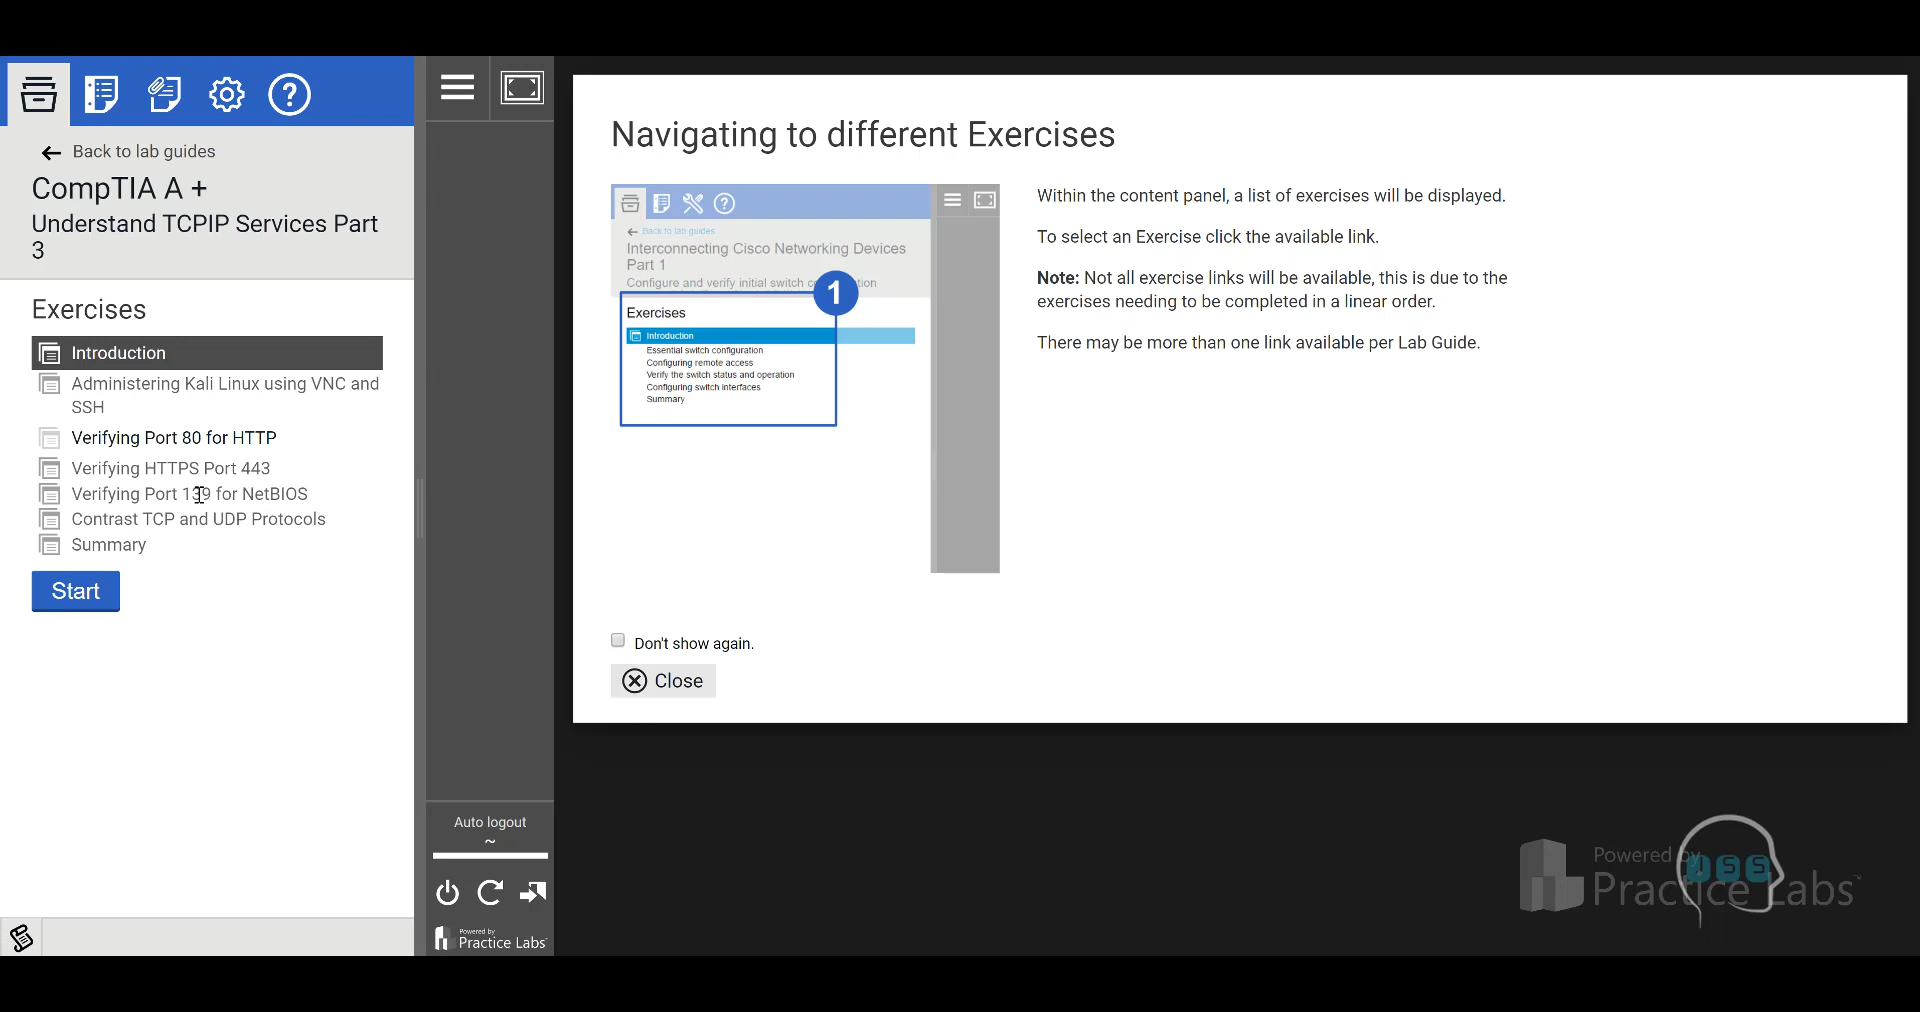 Back to lab guides
CompTIA A +
Understand TCPIP Services Part
3
Exercises
Introduction
Administering Kali Linux using VNC and
SSH
Verifying Port 80 for HTTP
Verifying HTTPS Port 443
Verifying Port 139 for NetBIOS
Contrast TCP and UDP Protocols
Summary
Start
Auto logout
~
Powered by
Practice Labs
Navigating to different Exercises
Back to lab guides
Interconnecting Cisco Networking Devices
Part 1
Configure and verify initial switch configuration
1
Exercises
Introduction
Essential switch configuration
Configuring remote access
Verify the switch status and operation
Configuring switch interfaces
Summary
Within the content panel, a list of exercises will be displayed.
To select an Exercise click the available link.
Note: Not all exercise links will be available, this is due to the
exercises needing to be completed in a linear order.
There may be more than one link available per Lab Guide.
Don't show again.
Close
Powered by
Practice Labs